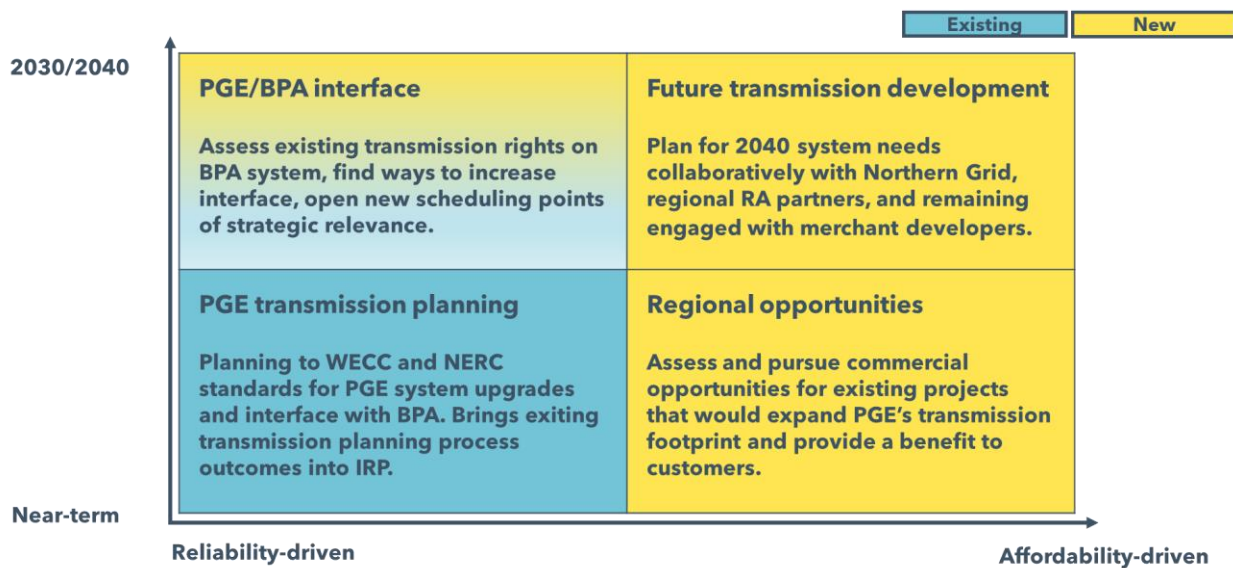 Existing
New
2030/2040
PGE/BPA interface
Assess existing transmission rights on
BPA system, find ways to increase
interface, open new scheduling points
of strategic relevance.
Future transmission development
Plan for 2040 system needs
collaboratively with Northern Grid,
regional RA partners, and remaining
engaged with merchant developers.
PGE transmission planning
Planning to WECC and NERC
standards for PGE system upgrades
and interface with BPA. Brings exiting
transmission planning process
outcomes into IRP.
Regional opportunities
Assess and pursue commercial
opportunities for existing projects
that would expand PGE’s transmission
footprint and provide a benefit to
customers.
Near-term
Reliability-driven
Affordability-driven